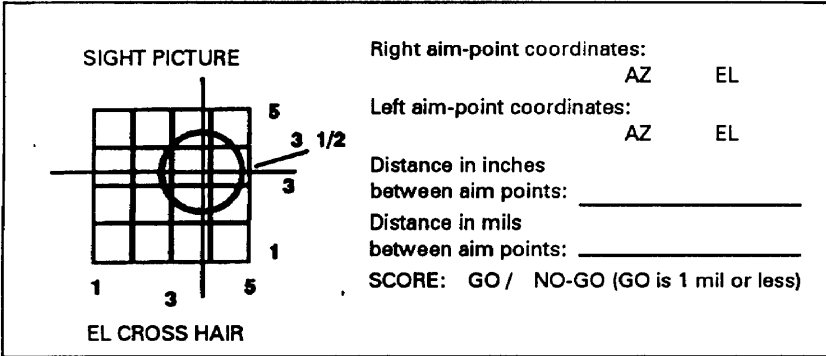 SIGHT PICTURE
5
3 1/2
3
1
1 3 5
EL CROSS HAIR
Right aim-point coordinates:
AZ EL
Left aim-point coordinates:
AZ EL
Distance in inches
between aim points:
Distance in mils
between aim points:
SCORE: GO / NO-GO (GO is 1 mil or less)